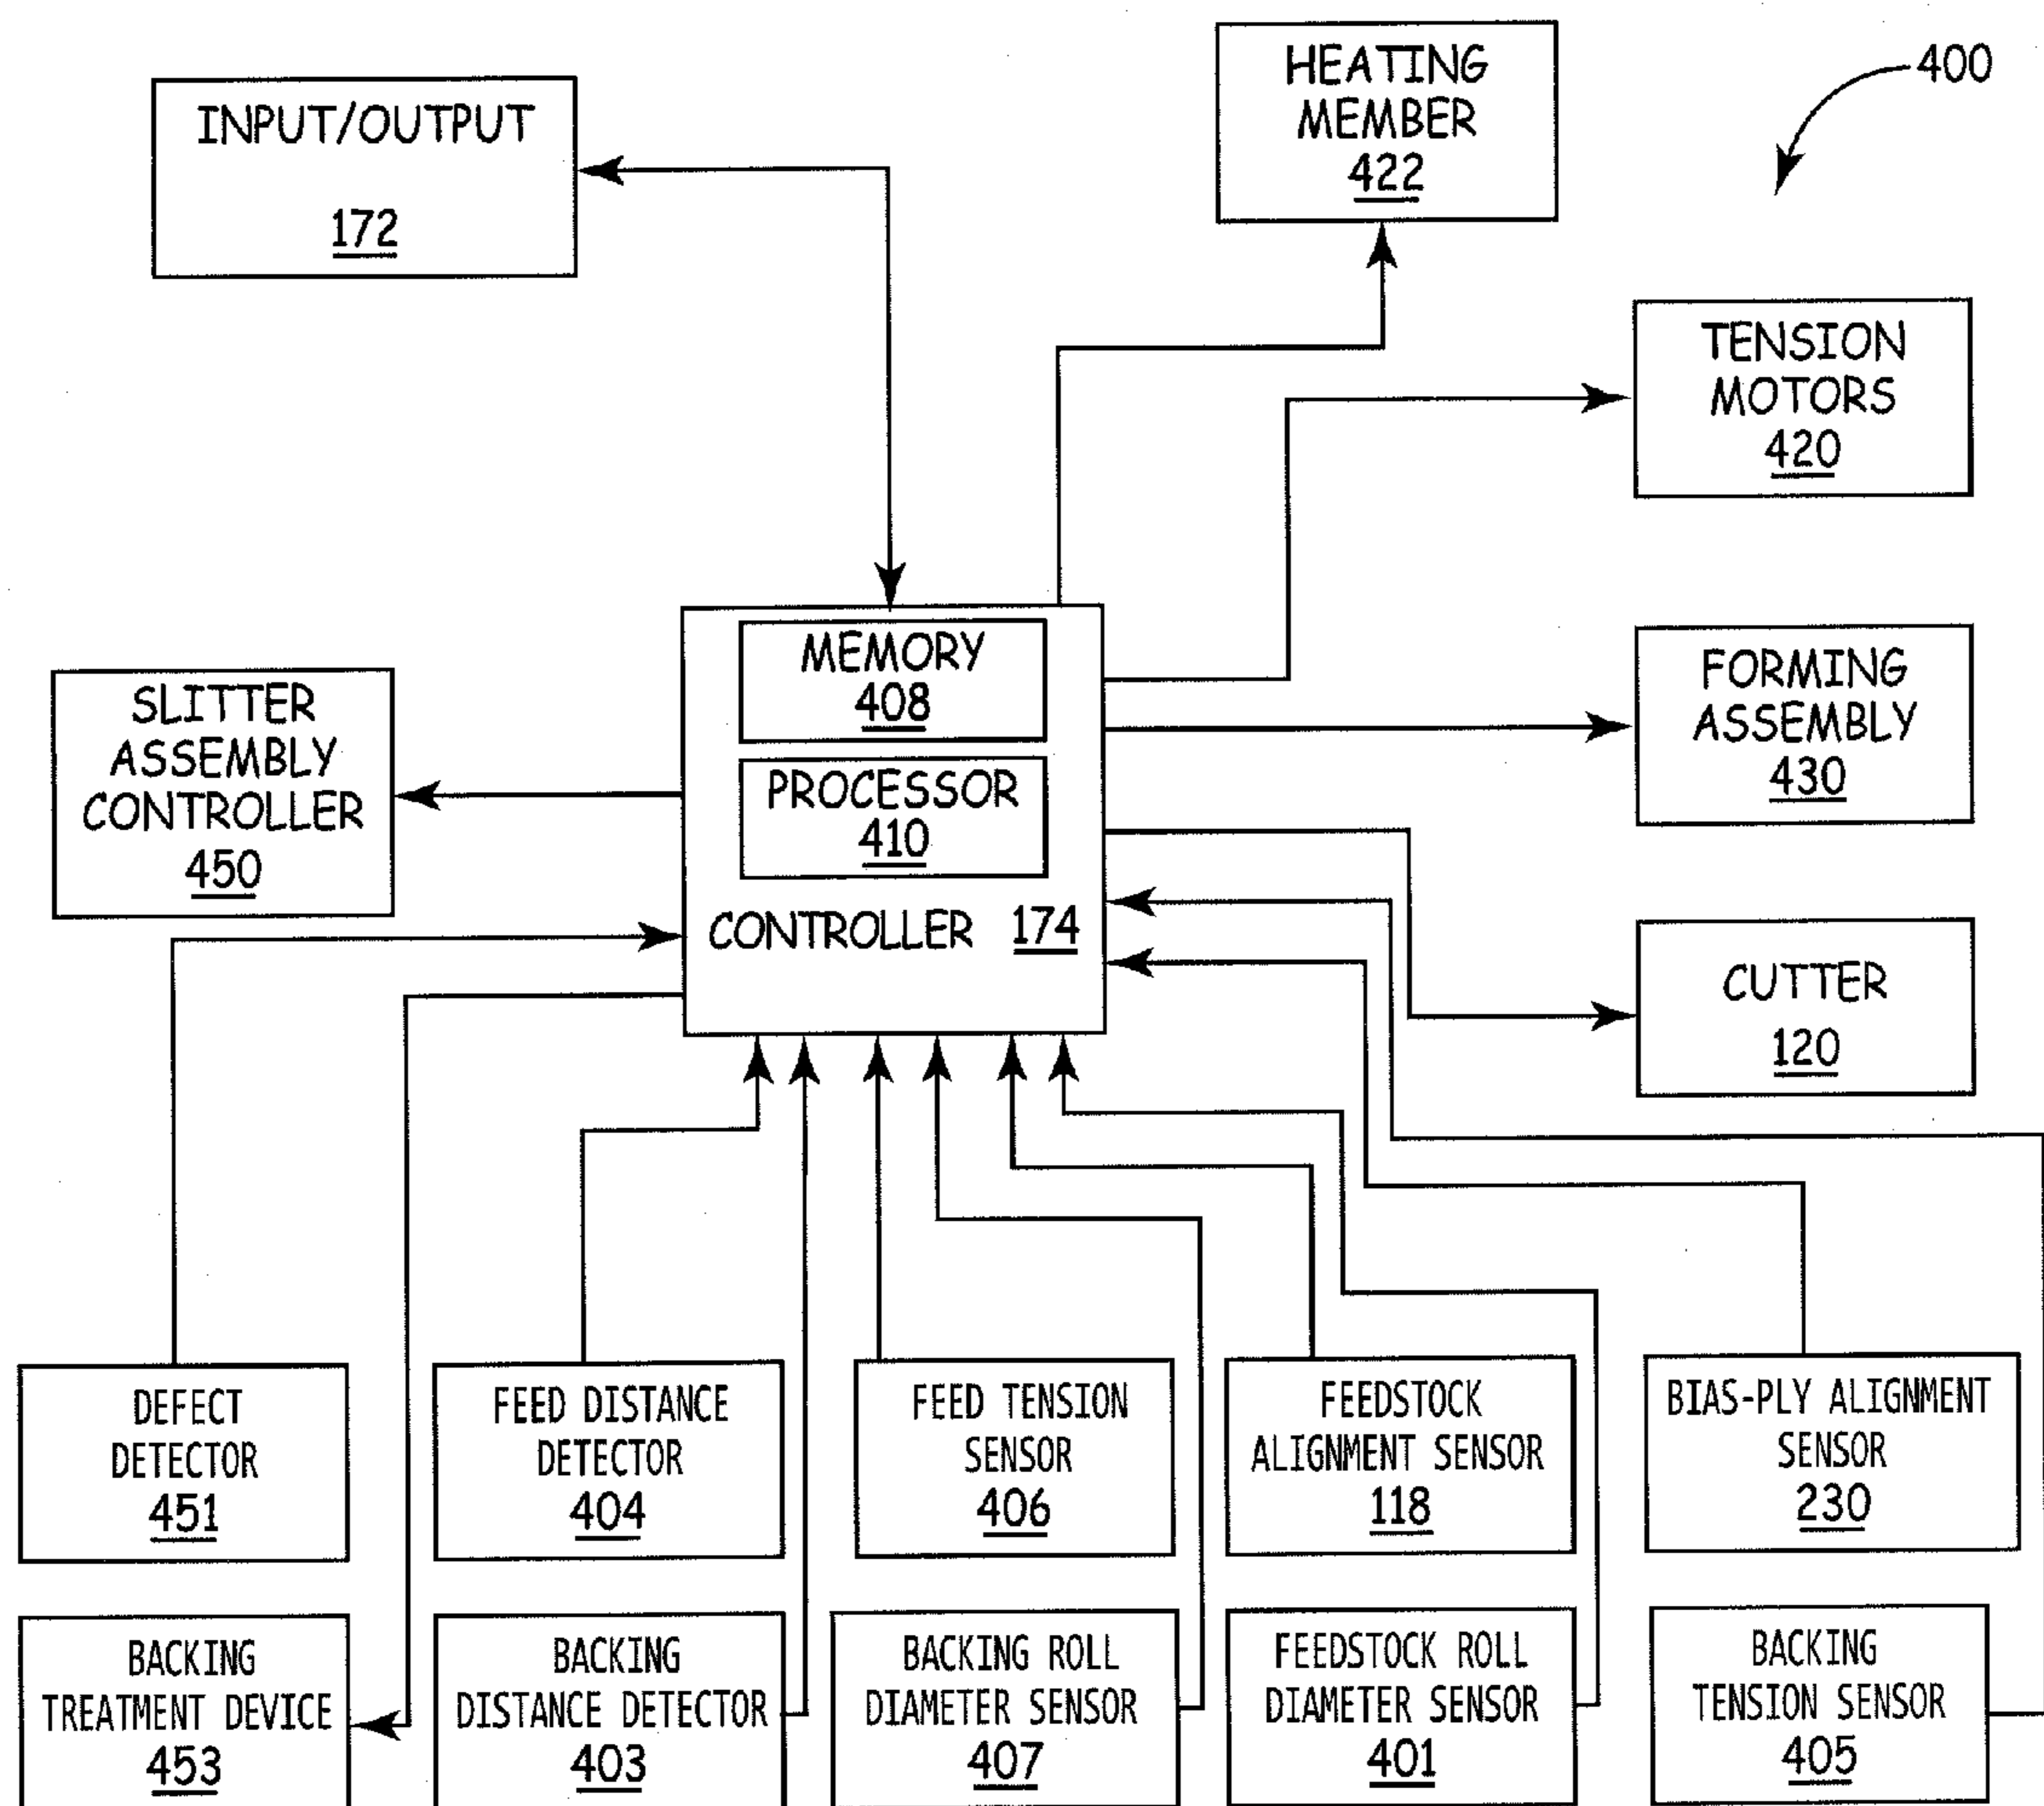 HEATING
MEMBER
422
400
INPUT/OUTPUT
172
TENSION
MOTORS
420
MEMORY
408
PROCESSOR
410
CONTROLLER 174
SLITTER
ASSEMBLY
CONTROLLER
450
FORMING
ASSEMBLY
430
CUTTER
120
DEFECT
DETECTOR
451
FEED DISTANCE
DETECTOR
404
FEED TENSION
SENSOR
406
FEEDSTOCK
ALIGNMENT SENSOR
118
BIAS-PLY ALIGNMENT
SENSOR
230
BACKING
TREATMENT DEVICE
453
BACKING
DISTANCE DETECTOR
403
BACKING ROLL
DIAMETER SENSOR
407
FEEDSTOCK ROLL
DIAMETER SENSOR
401
BACKING
TENSION SENSOR
405